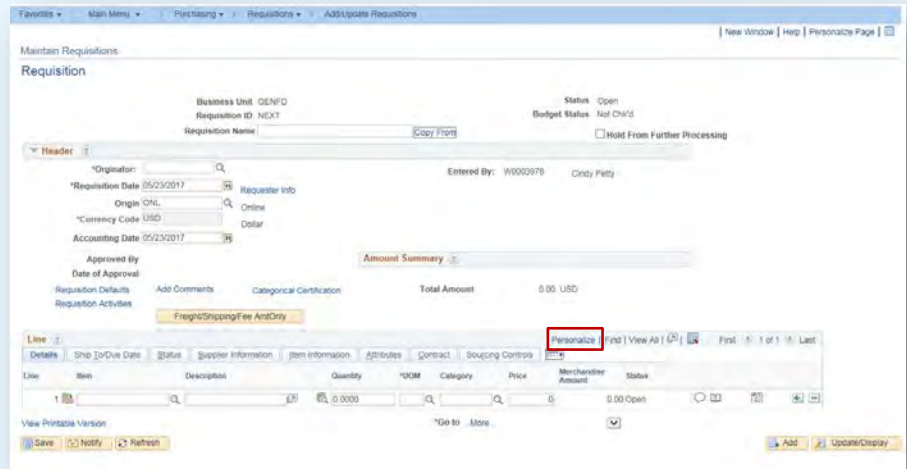 Favorites Main Menu Purchasing Requisitions Add/Update Requisitions
New Window | Help | Personalize Page |
Maintain Requisitions
Requisition
Business Unit GENFD Status Open
Requisition ID NEXT Budget Status Not Chk'd
Requisition Name Copy From Hold From Further Processing
Header
*Orginator: Entered By: W0003978 Cindy Petty
*Requisition Date 05/23/2017 Requester Info
Origin ONL Online
*Currency Code USD Dollar
Accounting Date 05/23/2017
Approved By Amount Summary
Date of Approval
Requisition Defaults Add Comments Categorical Certification Total Amount 0.00 USD
Requisition Activities
Freight/Shipping/Fee AmtOnly
Line Personalize | Find | View All | First 1 of 1 Last
Details Ship To/Due Date Status Supplier Information Item Information Attributes Contract Sourcing Controls
Line Item Description Quantity *UOM Category Price Merchandise Amount Status
1 0.0000 0 0.00 Open
View Printable Version *Go to ...More...
Save Notify Refresh Add Update/Display